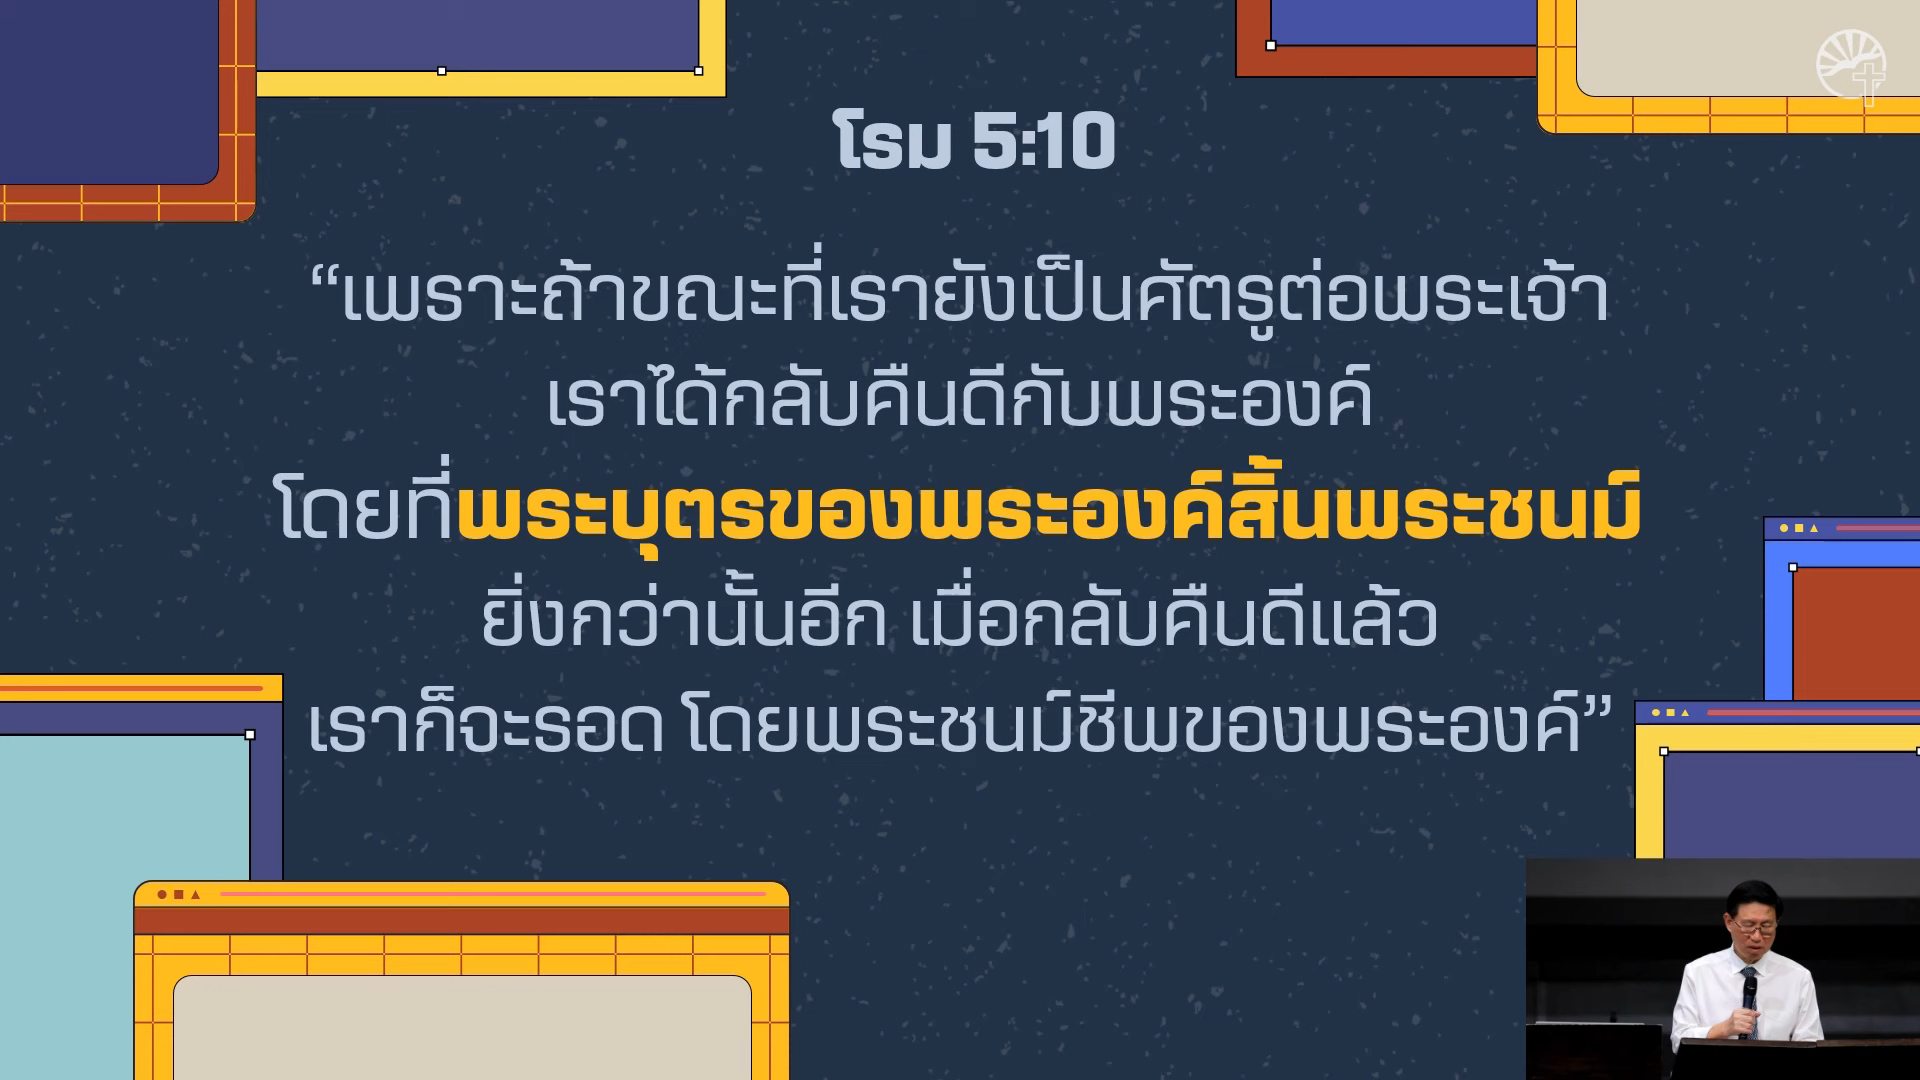 โรม 5:10
“เพราะถ้าขณะที่เรายังเป็นศัตรูต่อพระเจ้า
เราได้กลับคืนดีกับพระองค์
โดยที่พระบุตรของพระองค์สิ้นพระชนม์
ยิ่งกว่านั้นอีก เมื่อกลับคืนดีแล้ว
เราก็จะรอด โดยพระชนม์ชีพของพระองค์”